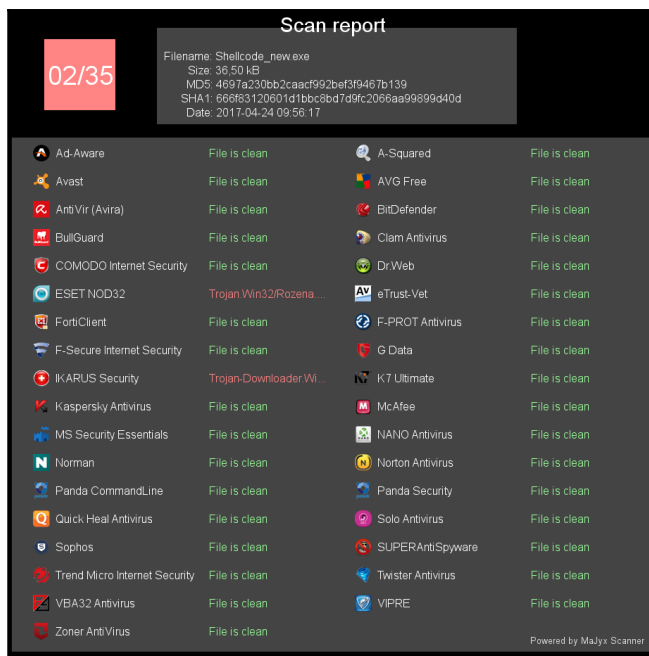 Scan report
02/35
Filename: Shellcode_new.exe
Size: 36,50 kB
MD5: 4697a230bb2caacf992bef3f9467b139
SHA1: 666f83120601d1bbc8bd7d9fc2066aa99899d40d
Date: 2017-04-24 09:56:17
Ad-Aware File is clean A-Squared File is clean
Avast File is clean AVG Free File is clean
AntiVir (Avira) File is clean BitDefender File is clean
BullGuard File is clean Clam Antivirus File is clean
COMODO Internet Security File is clean Dr.Web File is clean
ESET NOD32 Trojan.Win32/Rozena.... AV eTrust-Vet File is clean
FortiClient File is clean F-PROT Antivirus File is clean
F-Secure Internet Security File is clean G Data File is clean
IKARUS Security Trojan-Downloader.Wi... K7 Ultimate File is clean
Kaspersky Antivirus File is clean McAfee File is clean
MS Security Essentials File is clean NANO Antivirus File is clean
Norman File is clean Norton Antivirus File is clean
Panda CommandLine File is clean Panda Security File is clean
Quick Heal Antivirus File is clean Solo Antivirus File is clean
Sophos File is clean SUPERAntiSpyware File is clean
Trend Micro Internet Security File is clean Twister Antivirus File is clean
VBA32 Antivirus File is clean VIPRE File is clean
Zoner AntiVirus File is clean
Powered by MaJyx Scanner